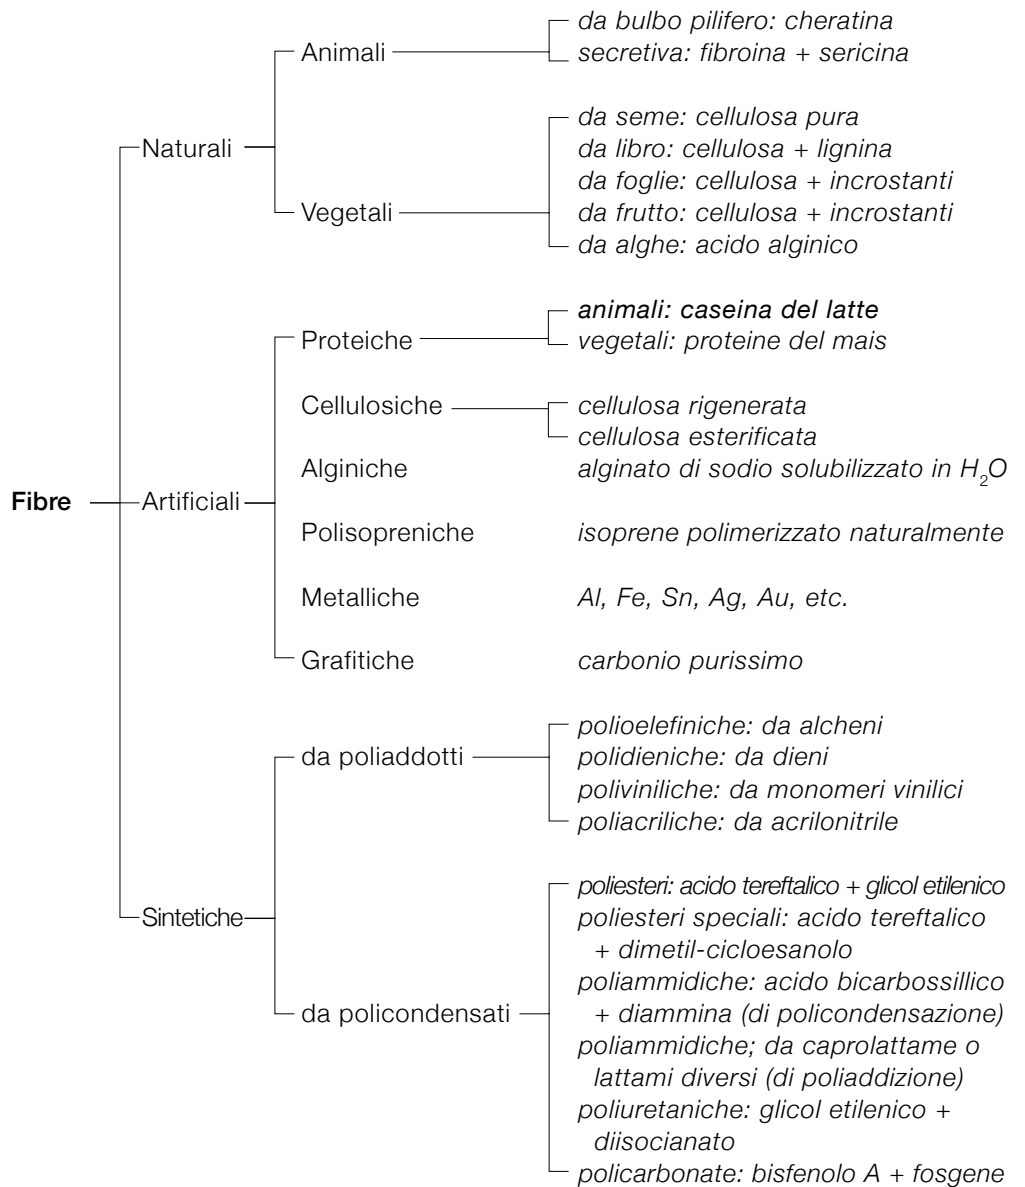 da bulbo pilifero: cheratina
Animali
secretiva: fibroina + sericina
da seme: cellulosa pura
Naturali
da libro: cellulosa + lignina
da foglie: cellulosa + incrostanti
Vegetali
da frutto: cellulosa + incrostanti
da alghe: acido alginico
animali: caseina del latte
Proteiche
vegetali: proteine del mais
Cellulosiche
cellulosa rigenerata
cellulosa esterificata
Alginiche
alginato di sodio solubilizzato in H₂O
Fibre
Artificiali
Polisopreniche
isoprene polimerizzato naturalmente
Metalliche
Al, Fe, Sn, Ag, Au, etc.
Grafitiche
carbonio purissimo
polioelefiniche: da alcheni
da poliaddotti
polidieniche: da dieni
poliviniliche: da monomeri vinilici
poliacriliche: da acrilonitrile
poliesteri: acido tereftalico + glicol etilenico
Sintetiche
poliesteri speciali: acido tereftalico
+ dimetil-cicloesanolo
poliammidiche: acido bicarbossillico
da policondensati
+ diammina (di policondensazione)
poliammidiche; da caprolattame o
lattami diversi (di poliaddizione)
poliuretaniche: glicol etilenico +
diisocianato
policarbonate: bisfenolo A + fosgene